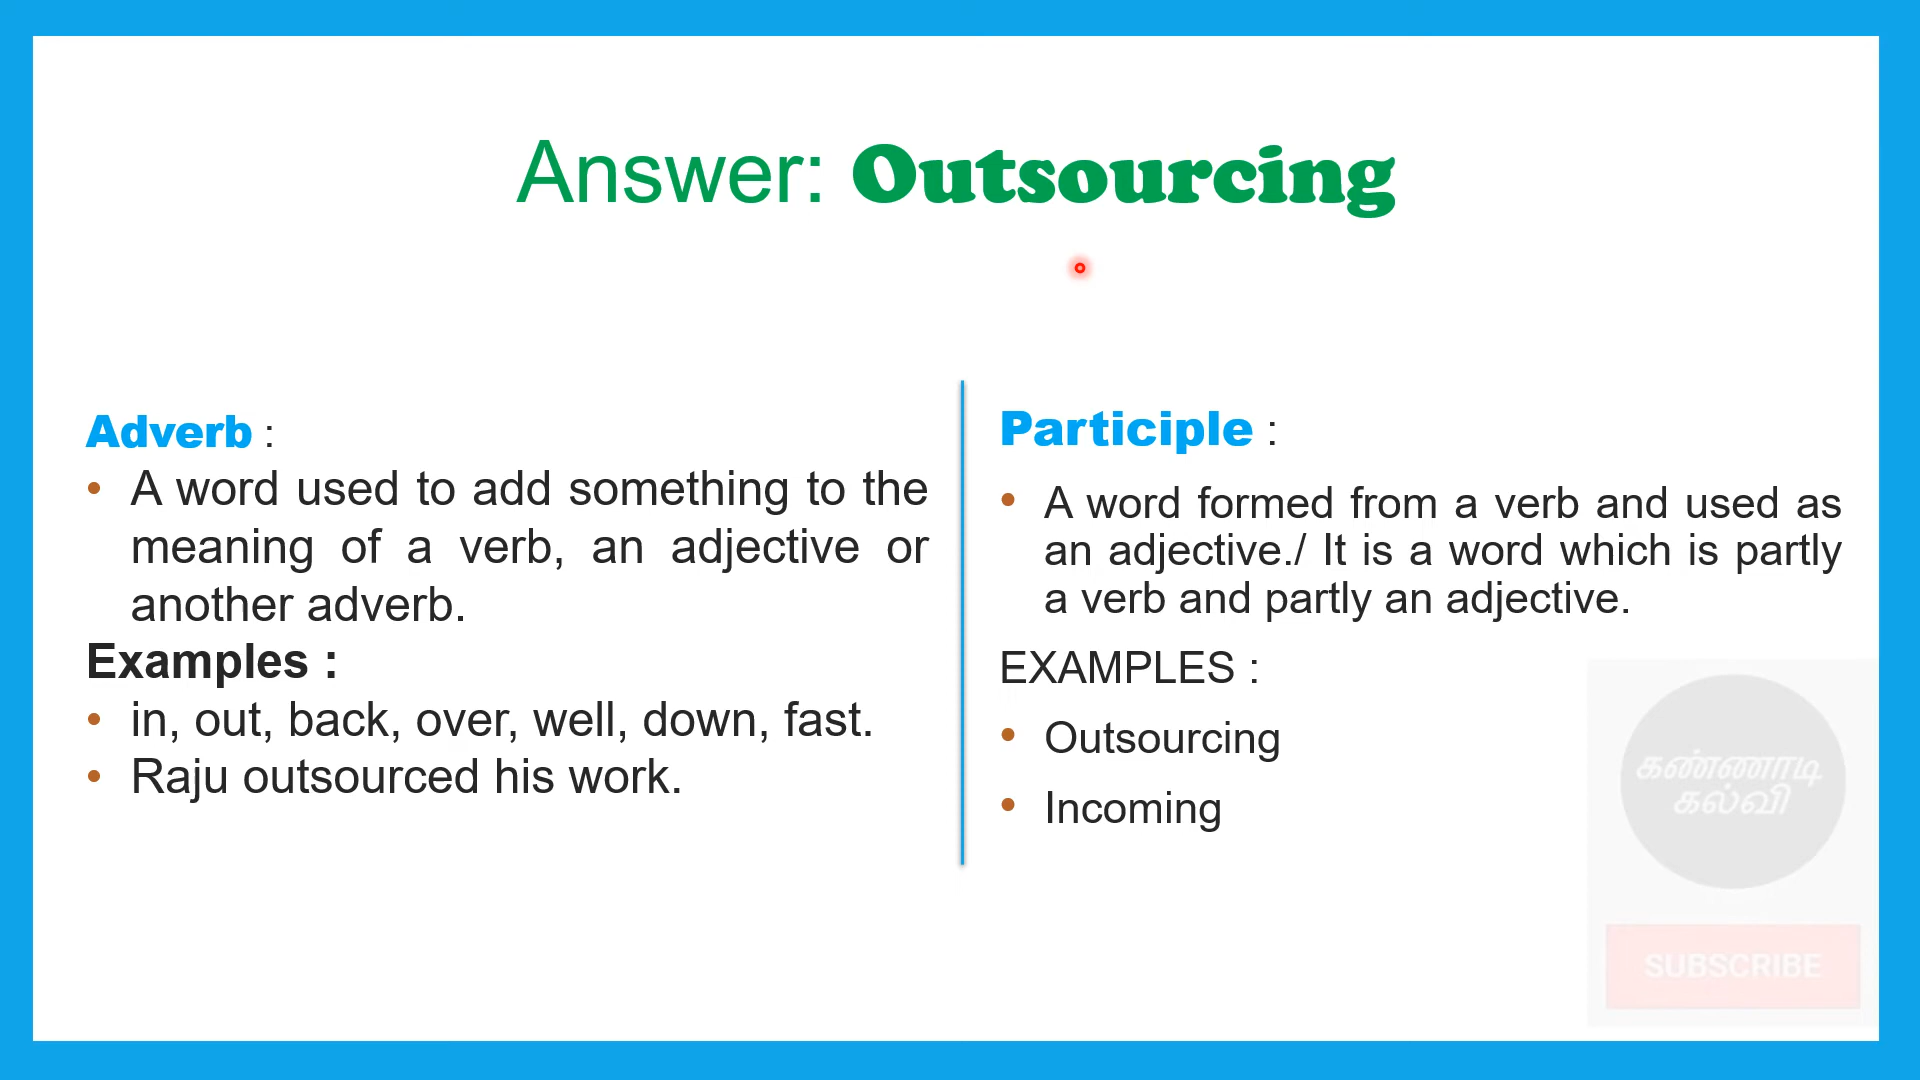 Answer: Outsourcing
Adverb :
• A word used to add something to the
meaning of a verb, an adjective or
another adverb.
Examples :
• in, out, back, over, well, down, fast.
• Raju outsourced his work.
Participle :
• A word formed from a verb and used as
an adjective./ It is a word which is partly
a verb and partly an adjective.
EXAMPLES :
• Outsourcing
• Incoming
கண்ணாடி
கல்வி
SUBSCRIBE